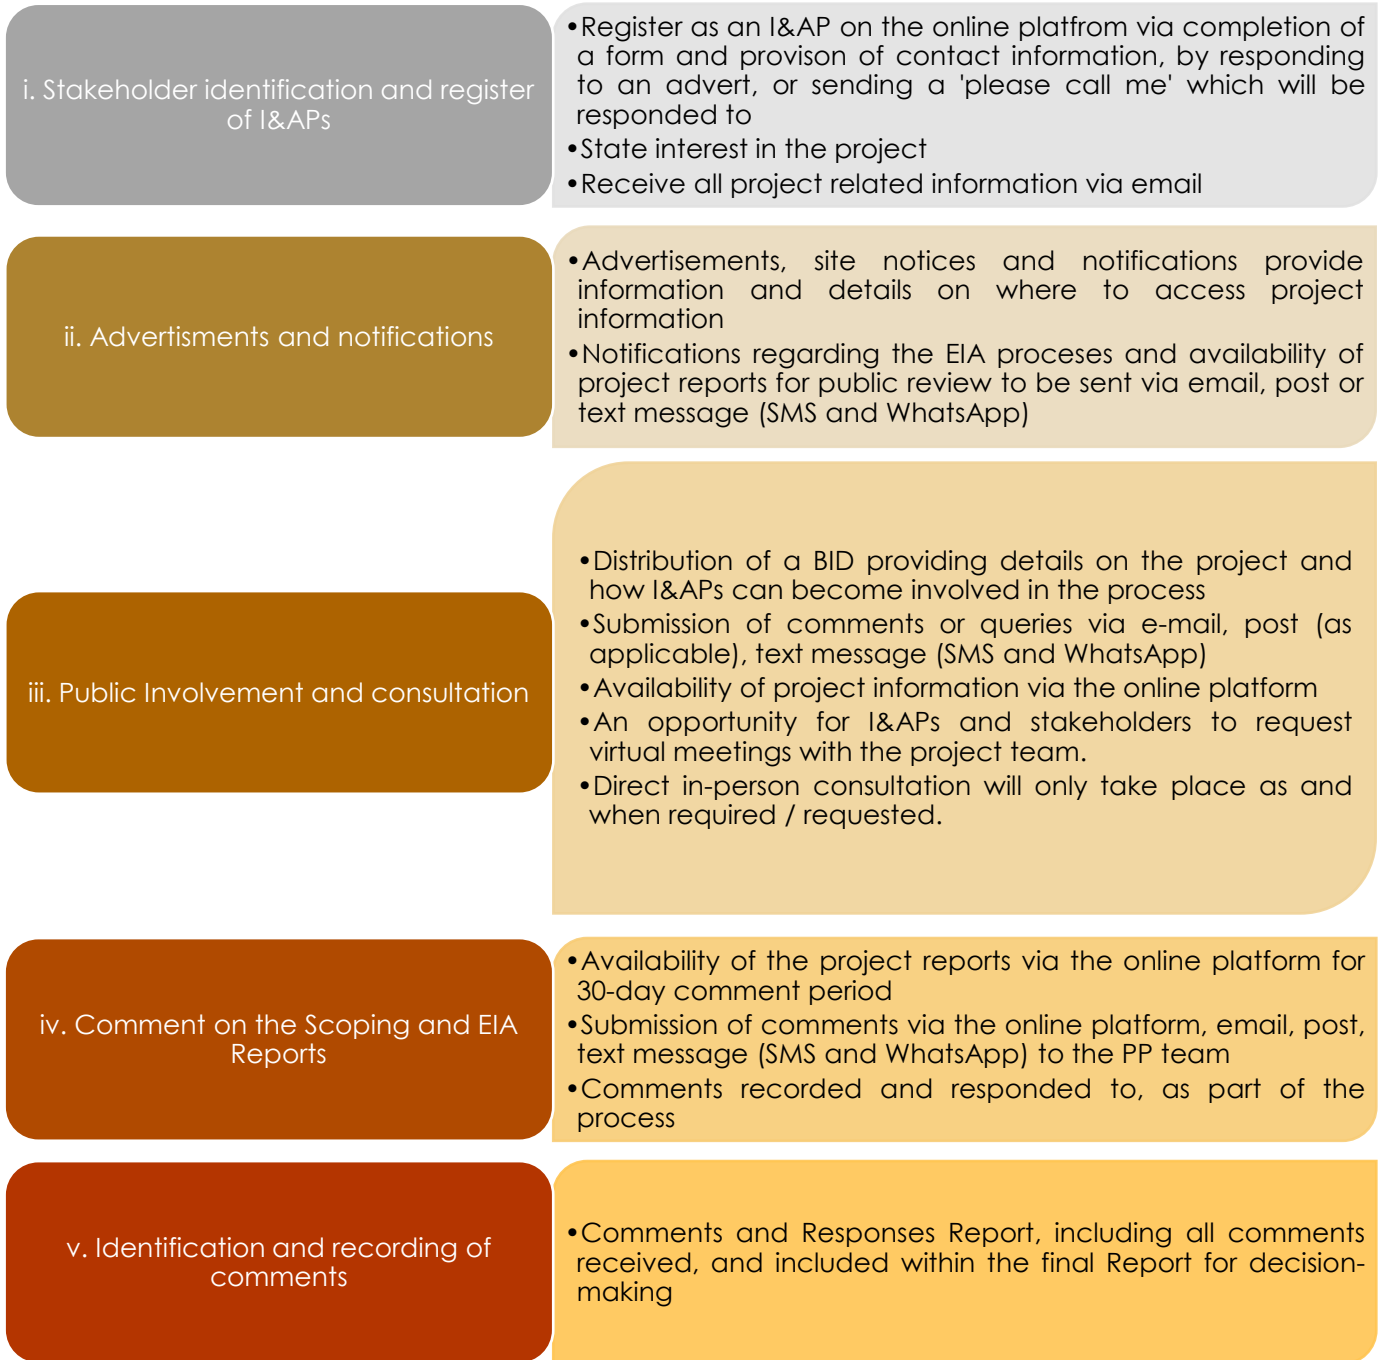 i. Stakeholder identification and register
of I&APs
•Register as an I&AP on the online platfrom via completion of
a form and provison of contact information, by responding
to an advert, or sending a 'please call me' which will be
responded to
•State interest in the project
•Receive all project related information via email
ii. Advertisments and notifications
•Advertisements, site notices and notifications provide
information and details on where to access project
information
•Notifications regarding the EIA proceses and availability of
project reports for public review to be sent via email, post or
text message (SMS and WhatsApp)
iii. Public Involvement and consultation
•Distribution of a BID providing details on the project and
how I&APs can become involved in the process
•Submission of comments or queries via e-mail, post (as
applicable), text message (SMS and WhatsApp)
•Availability of project information via the online platform
•An opportunity for I&APs and stakeholders to request
virtual meetings with the project team.
•Direct in-person consultation will only take place as and
when required / requested.
iv. Comment on the Scoping and EIA
Reports
•Availability of the project reports via the online platform for
30-day comment period
•Submission of comments via the online platform, email, post,
text message (SMS and WhatsApp) to the PP team
•Comments recorded and responded to, as part of the
process
v. Identification and recording of
comments
•Comments and Responses Report, including all comments
received, and included within the final Report for decision-
making